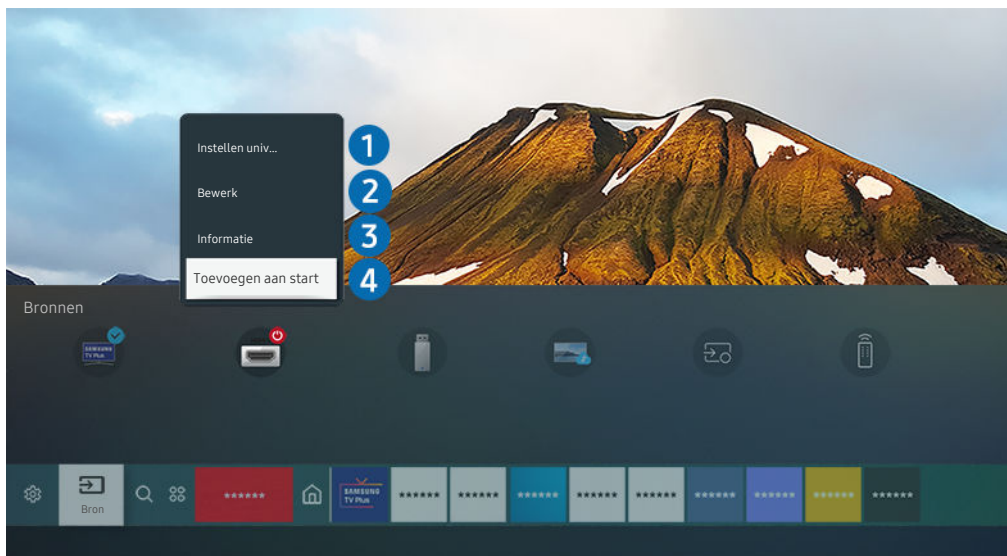 Instellen univ...
1
Bewerk
2
Informatie
3
Toevoegen aan start
4
Bronnen
SAMSUNG
TV Plus
Bron
******
SAMSUNG
TV Plus
******
******
******
******
******
******
******
******
******